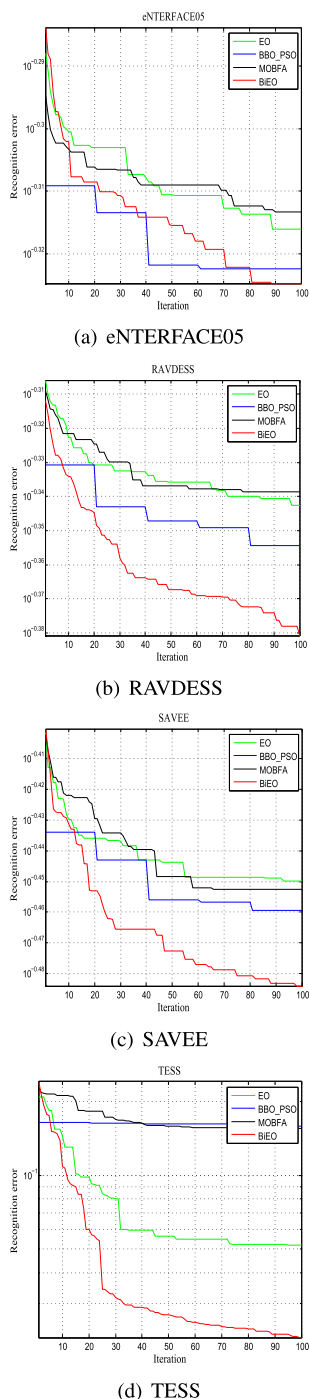 eNTERFACE05
EO
BBO_PSO
MOBFA
BiEO
Recognition error
10^-0.29
10^-0.3
10^-0.31
10^-0.32
10 20 30 40 50 60 70 80 90 100
Iteration
(a) eNTERFACE05
RAVDESS
EO
BBO_PSO
MOBFA
BiEO
Recognition error
10^-0.31
10^-0.32
10^-0.33
10^-0.34
10^-0.35
10^-0.36
10^-0.37
10^-0.38
10 20 30 40 50 60 70 80 90 100
Iteration
(b) RAVDESS
SAVEE
EO
BBO_PSO
MOBFA
BiEO
Recognition error
10^-0.41
10^-0.42
10^-0.43
10^-0.44
10^-0.45
10^-0.46
10^-0.47
10^-0.48
10 20 30 40 50 60 70 80 90 100
Iteration
(c) SAVEE
TESS
EO
BBO_PSO
MOBFA
BiEO
Recognition error
10^-1
10 20 30 40 50 60 70 80 90 100
Iteration
(d) TESS